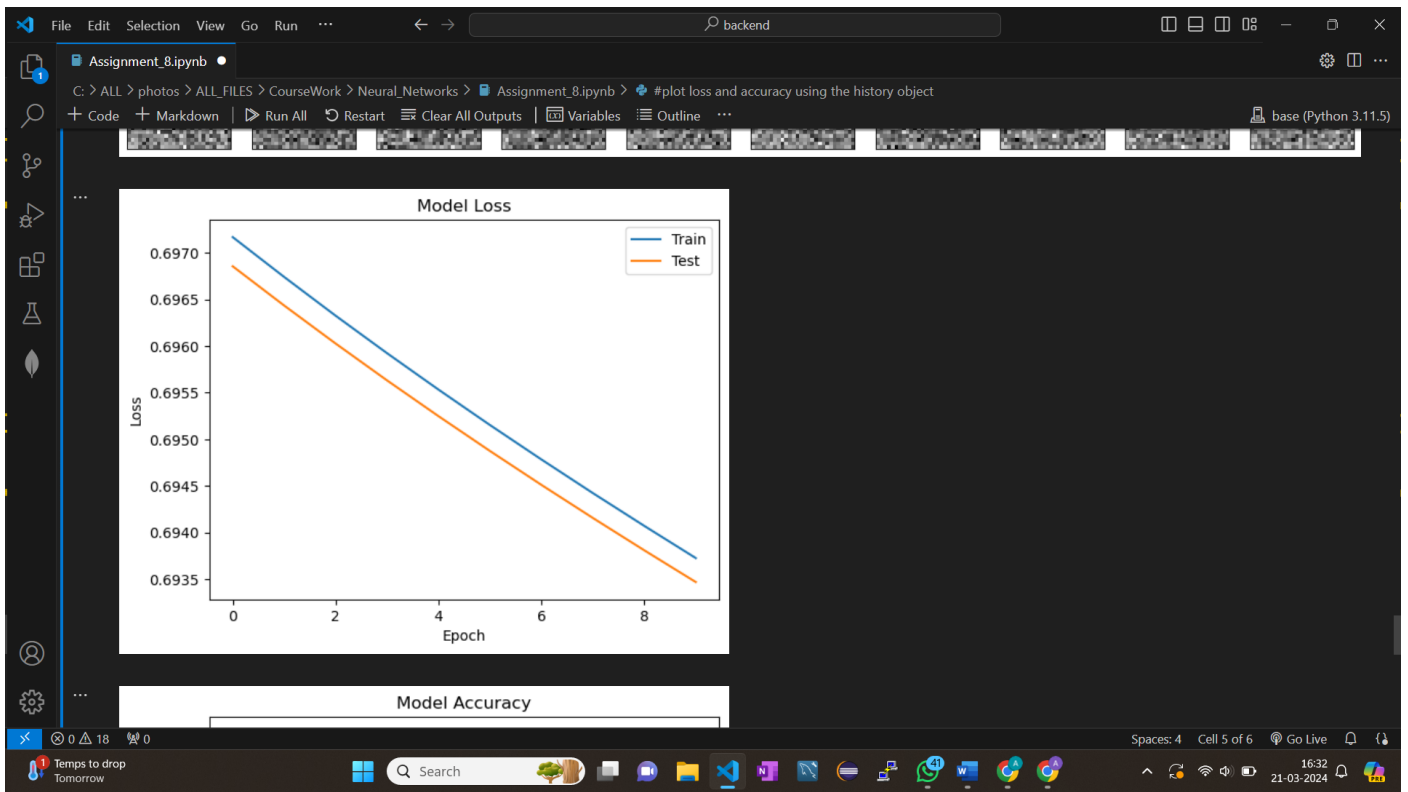 File Edit Selection View Go Run ··· ← → backend
Assignment_8.ipynb ● ···
C: > ALL > photos > ALL_FILES > CourseWork > Neural_Networks > Assignment_8.ipynb > #plot loss and accuracy using the history object
+ Code + Markdown | Run All Restart Clear All Outputs | Variables Outline ··· base (Python 3.11.5)
1
...
Model Loss
Train
Test
0.6970
0.6965
0.6960
0.6955
0.6950
0.6945
0.6940
0.6935
Loss
0 2 4 6 8
Epoch
...
Model Accuracy
0 18 0 Spaces: 4 Cell 5 of 6 Go Live
1 Temps to drop
Tomorrow
Search
41
16:32
21-03-2024
PRE